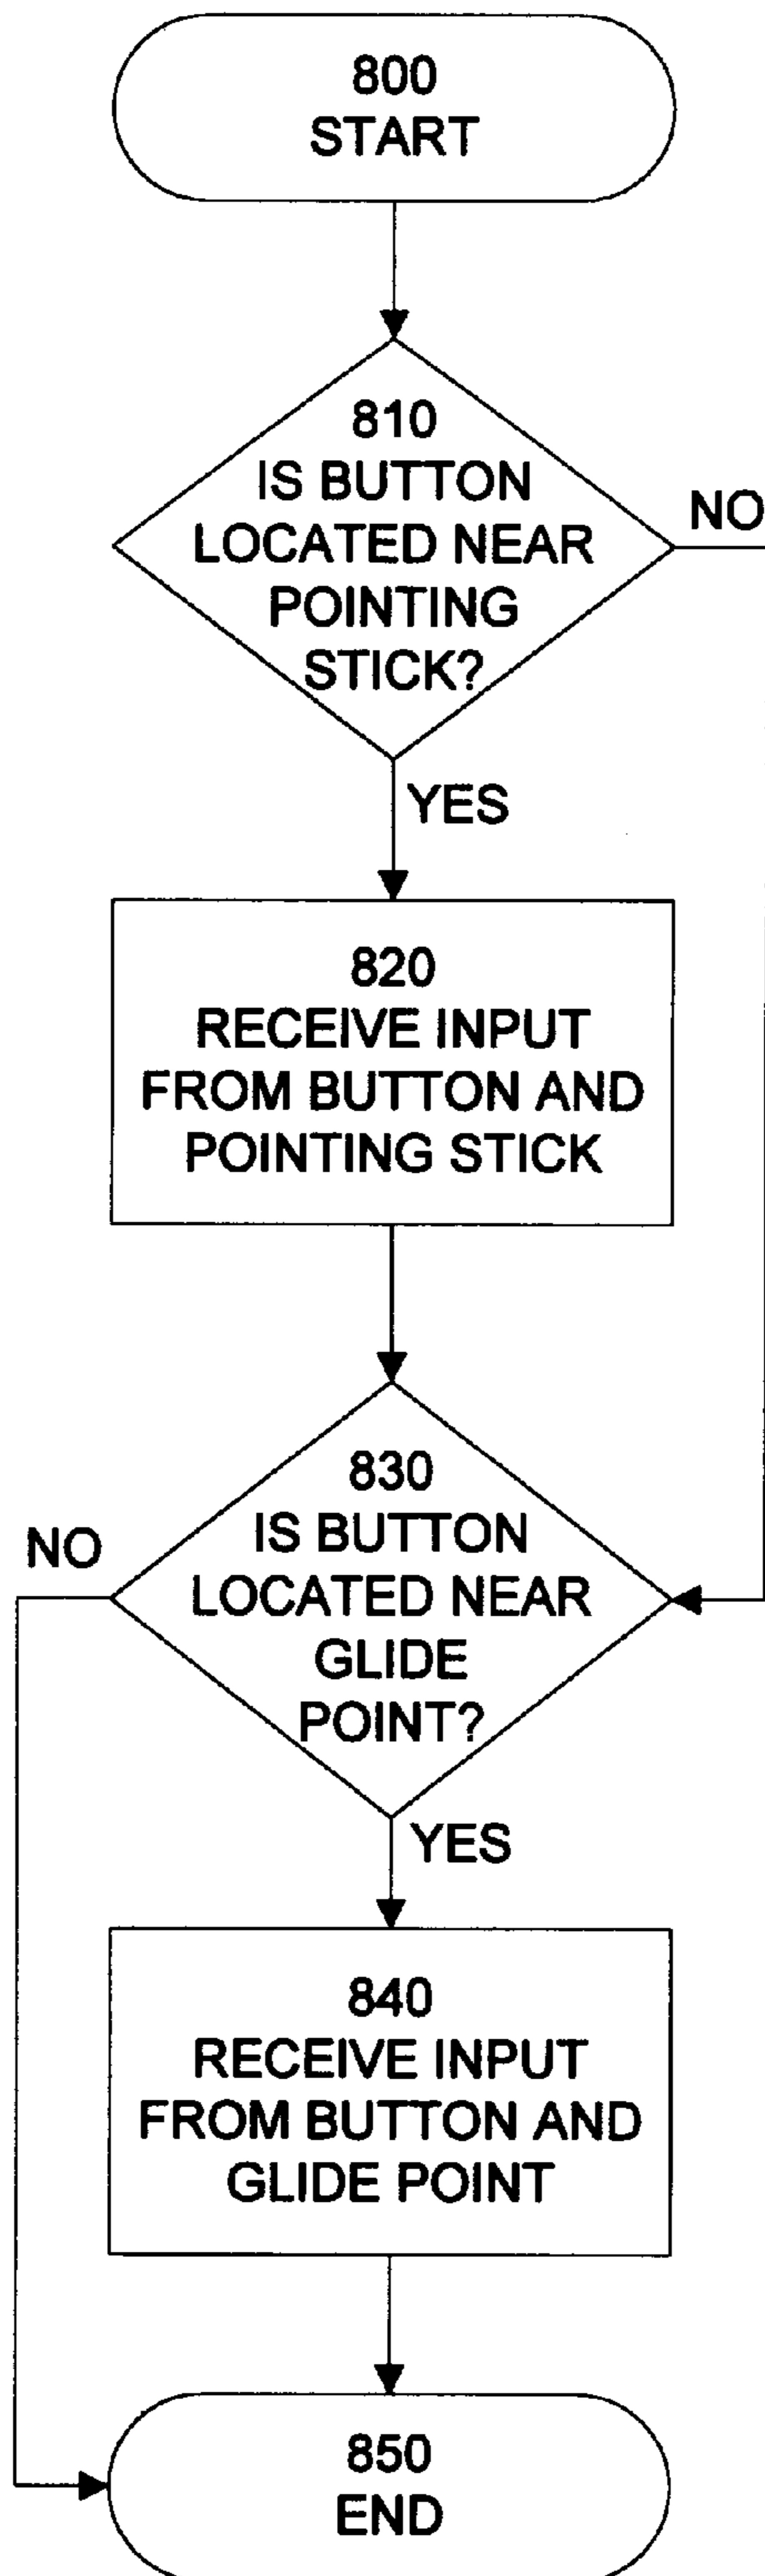 800
START
810
IS BUTTON
LOCATED NEAR
POINTING
STICK?
NO
YES
820
RECEIVE INPUT
FROM BUTTON AND
POINTING STICK
830
IS BUTTON
LOCATED NEAR
GLIDE
POINT?
NO
YES
840
RECEIVE INPUT
FROM BUTTON AND
GLIDE POINT
850
END